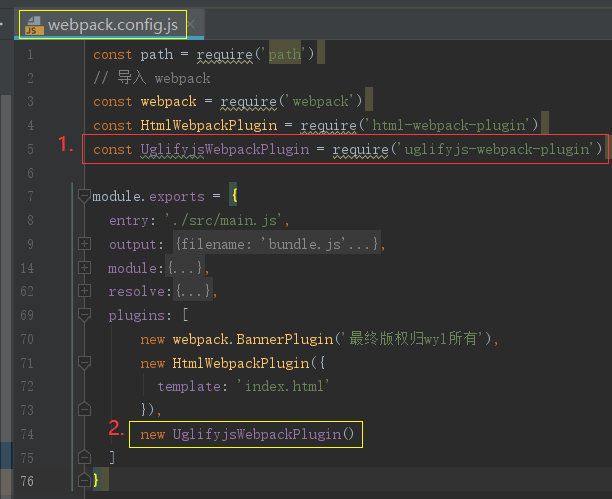 webpack.config.js
1 const path = require('path')
2 // 导入 webpack
3 const webpack = require('webpack')
4 const HtmlWebpackPlugin = require('html-webpack-plugin')
1. 5 const UglifyjsWebpackPlugin = require('uglifyjs-webpack-plugin')
6
7 module.exports = {
8 entry: './src/main.js',
9 output: {filename: 'bundle.js'...},
14 module:{...},
62 resolve:{...},
69 plugins: [
70 new webpack.BannerPlugin('最终版权归wyl所有'),
71 new HtmlWebpackPlugin({
72 template: 'index.html'
73 }),
74 2. new UglifyjsWebpackPlugin()
75 ]
76 }